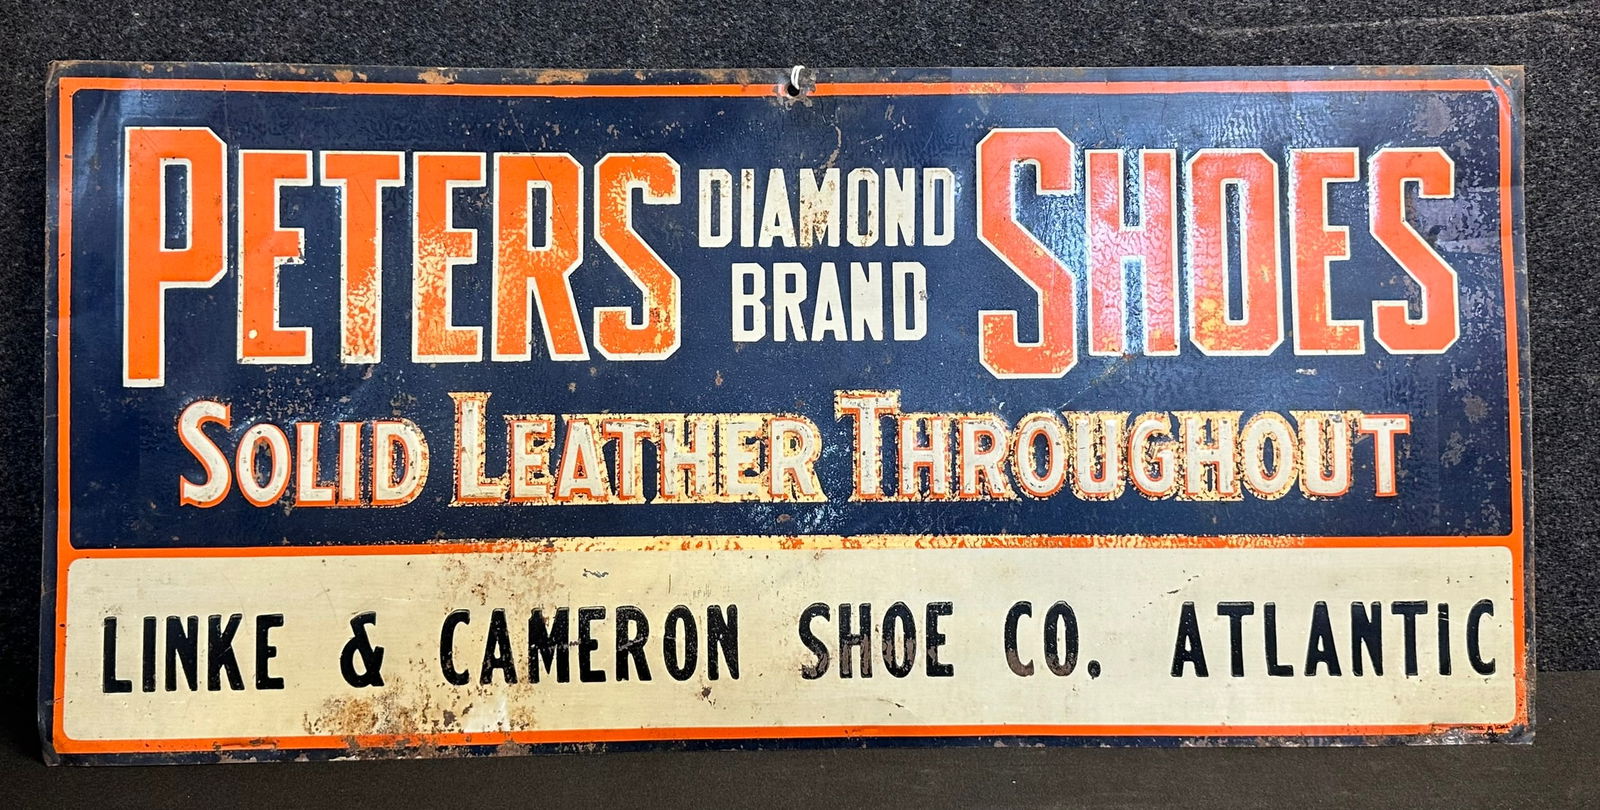 PETERS DIAMOND BRAND SHOES
SOLID LEATHER THROUGHOUT
LINKE & CAMERON SHOE CO. ATLANTIC